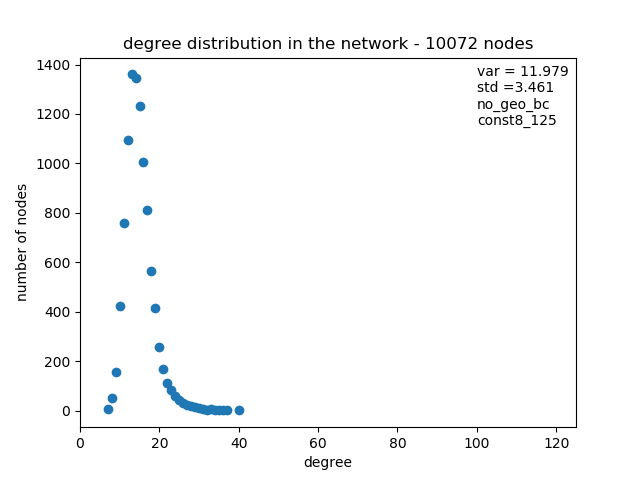 degree distribution in the network - 10072 nodes
var = 11.979
std =3.461
no_geo_bc
const8_125
1400
1200
1000
800
600
400
200
0
number of nodes
0 20 40 60 80 100 120
degree